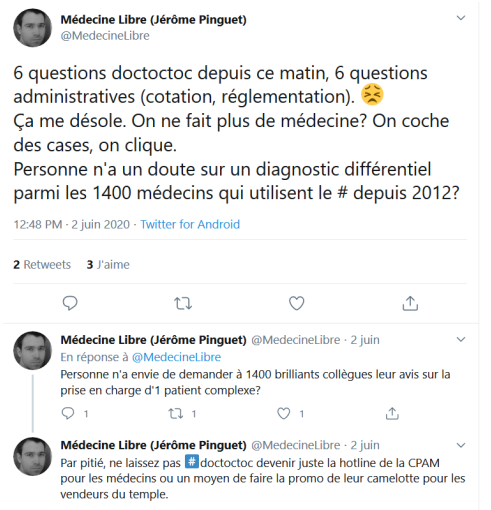 Médecine Libre (Jérôme Pinguet)
@MedecineLibre
6 questions doctoctoc depuis ce matin, 6 questions
administratives (cotation, réglementation). 😣
Ça me désole. On ne fait plus de médecine? On coche
des cases, on clique.
Personne n'a un doute sur un diagnostic différentiel
parmi les 1400 médecins qui utilisent le # depuis 2012?
12:48 PM · 2 juin 2020 · Twitter for Android
2 Retweets 3 J'aime
Médecine Libre (Jérôme Pinguet) @MedecineLibre · 2 juin
En réponse à @MedecineLibre
Personne n'a envie de demander à 1400 brilliants collègues leur avis sur la
prise en charge d'1 patient complexe?
1 1 1
Médecine Libre (Jérôme Pinguet) @MedecineLibre · 2 juin
Par pitié, ne laissez pas #️⃣doctoctoc devenir juste la hotline de la CPAM
pour les médecins ou un moyen de faire la promo de leur camelotte pour les
vendeurs du temple.